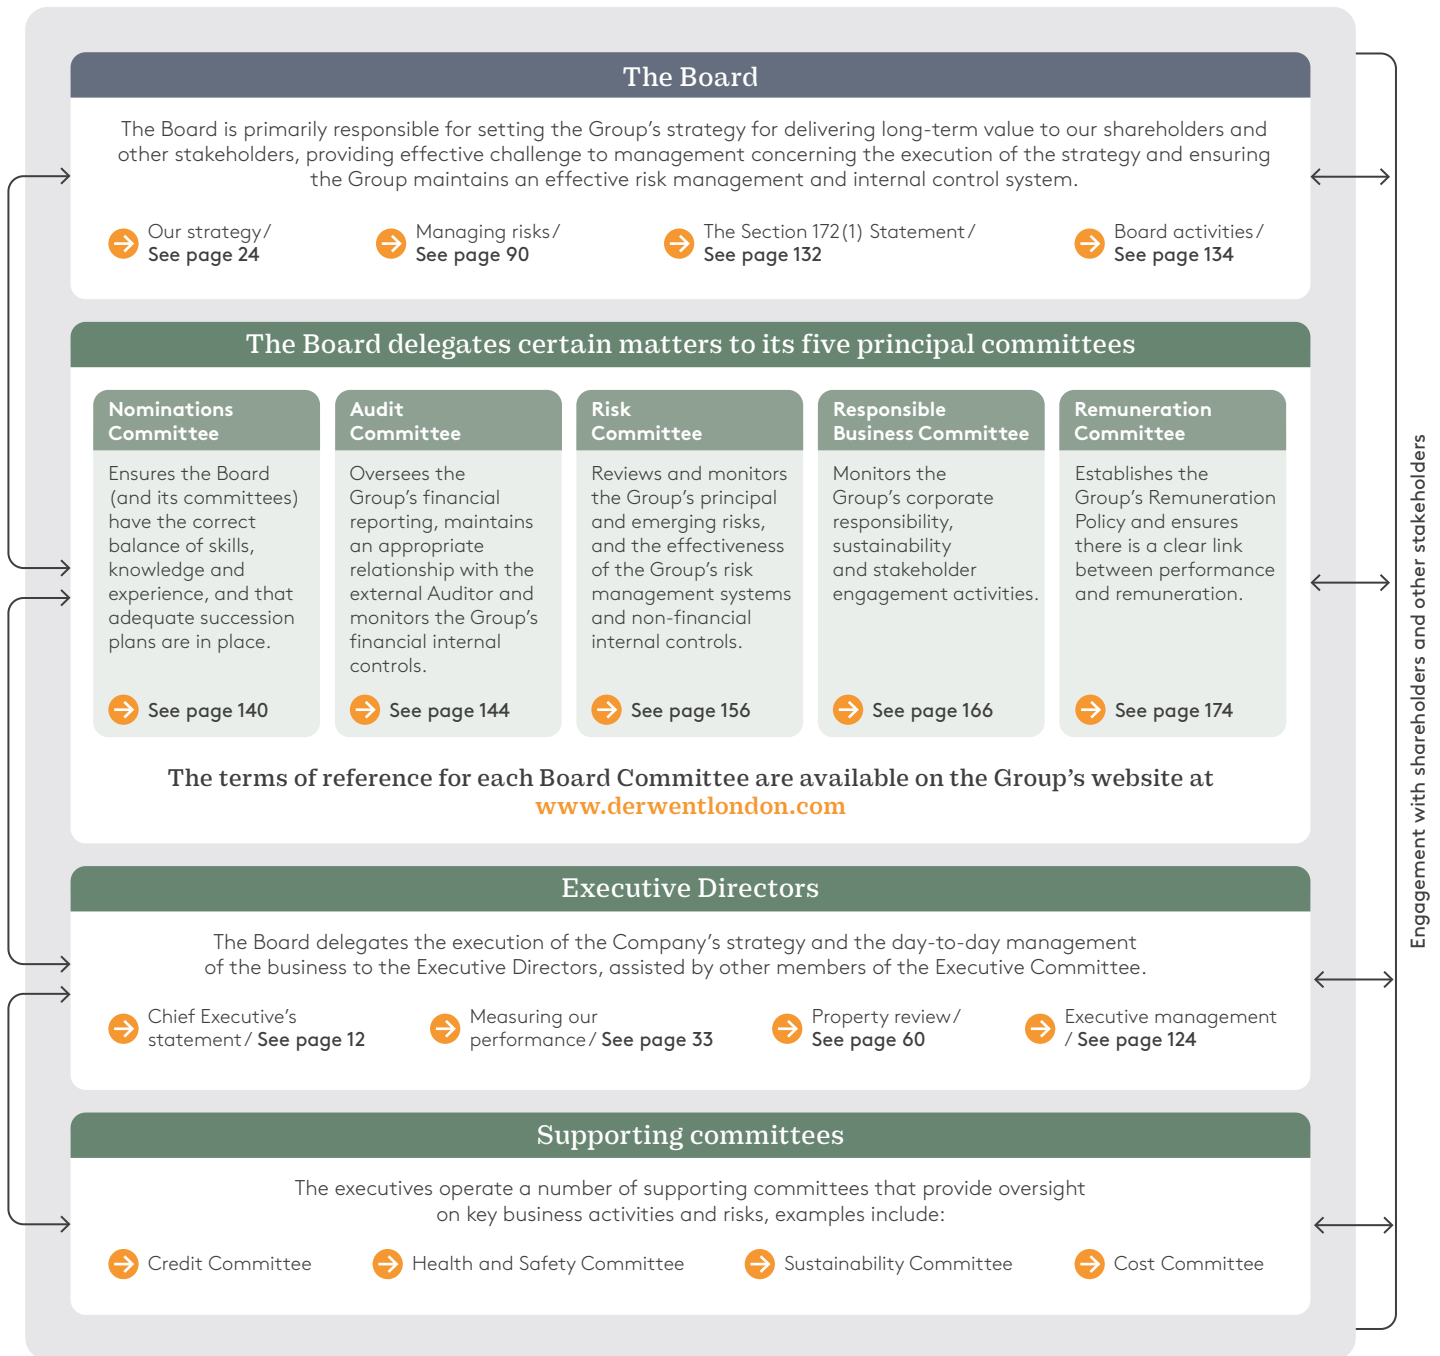 The Board
The Board is primarily responsible for setting the Group’s strategy for delivering long-term value to our shareholders and
other stakeholders, providing effective challenge to management concerning the execution of the strategy and ensuring
the Group maintains an effective risk management and internal control system.
Our strategy/
See page 24
Managing risks/
See page 90
The Section 172(1) Statement/
See page 132
Board activities/
See page 134
The Board delegates certain matters to its five principal committees
Nominations
Committee
Ensures the Board
(and its committees)
have the correct
balance of skills,
knowledge and
experience, and that
adequate succession
plans are in place.
See page 140
Audit
Committee
Oversees the
Group’s financial
reporting, maintains
an appropriate
relationship with the
external Auditor and
monitors the Group’s
financial internal
controls.
See page 144
Risk
Committee
Reviews and monitors
the Group’s principal
and emerging risks,
and the effectiveness
of the Group’s risk
management systems
and non-financial
internal controls.
See page 156
Responsible
Business Committee
Monitors the
Group’s corporate
responsibility,
sustainability
and stakeholder
engagement activities.
See page 166
Remuneration
Committee
Establishes the
Group’s Remuneration
Policy and ensures
there is a clear link
between performance
and remuneration.
See page 174
The terms of reference for each Board Committee are available on the Group’s website at
www.derwentlondon.com
Executive Directors
The Board delegates the execution of the Company’s strategy and the day-to-day management
of the business to the Executive Directors, assisted by other members of the Executive Committee.
Chief Executive’s
statement/ See page 12
Measuring our
performance/ See page 33
Property review/
See page 60
Executive management
/ See page 124
Supporting committees
The executives operate a number of supporting committees that provide oversight
on key business activities and risks, examples include:
Credit Committee
Health and Safety Committee
Sustainability Committee
Cost Committee
Engagement with shareholders and other stakeholders